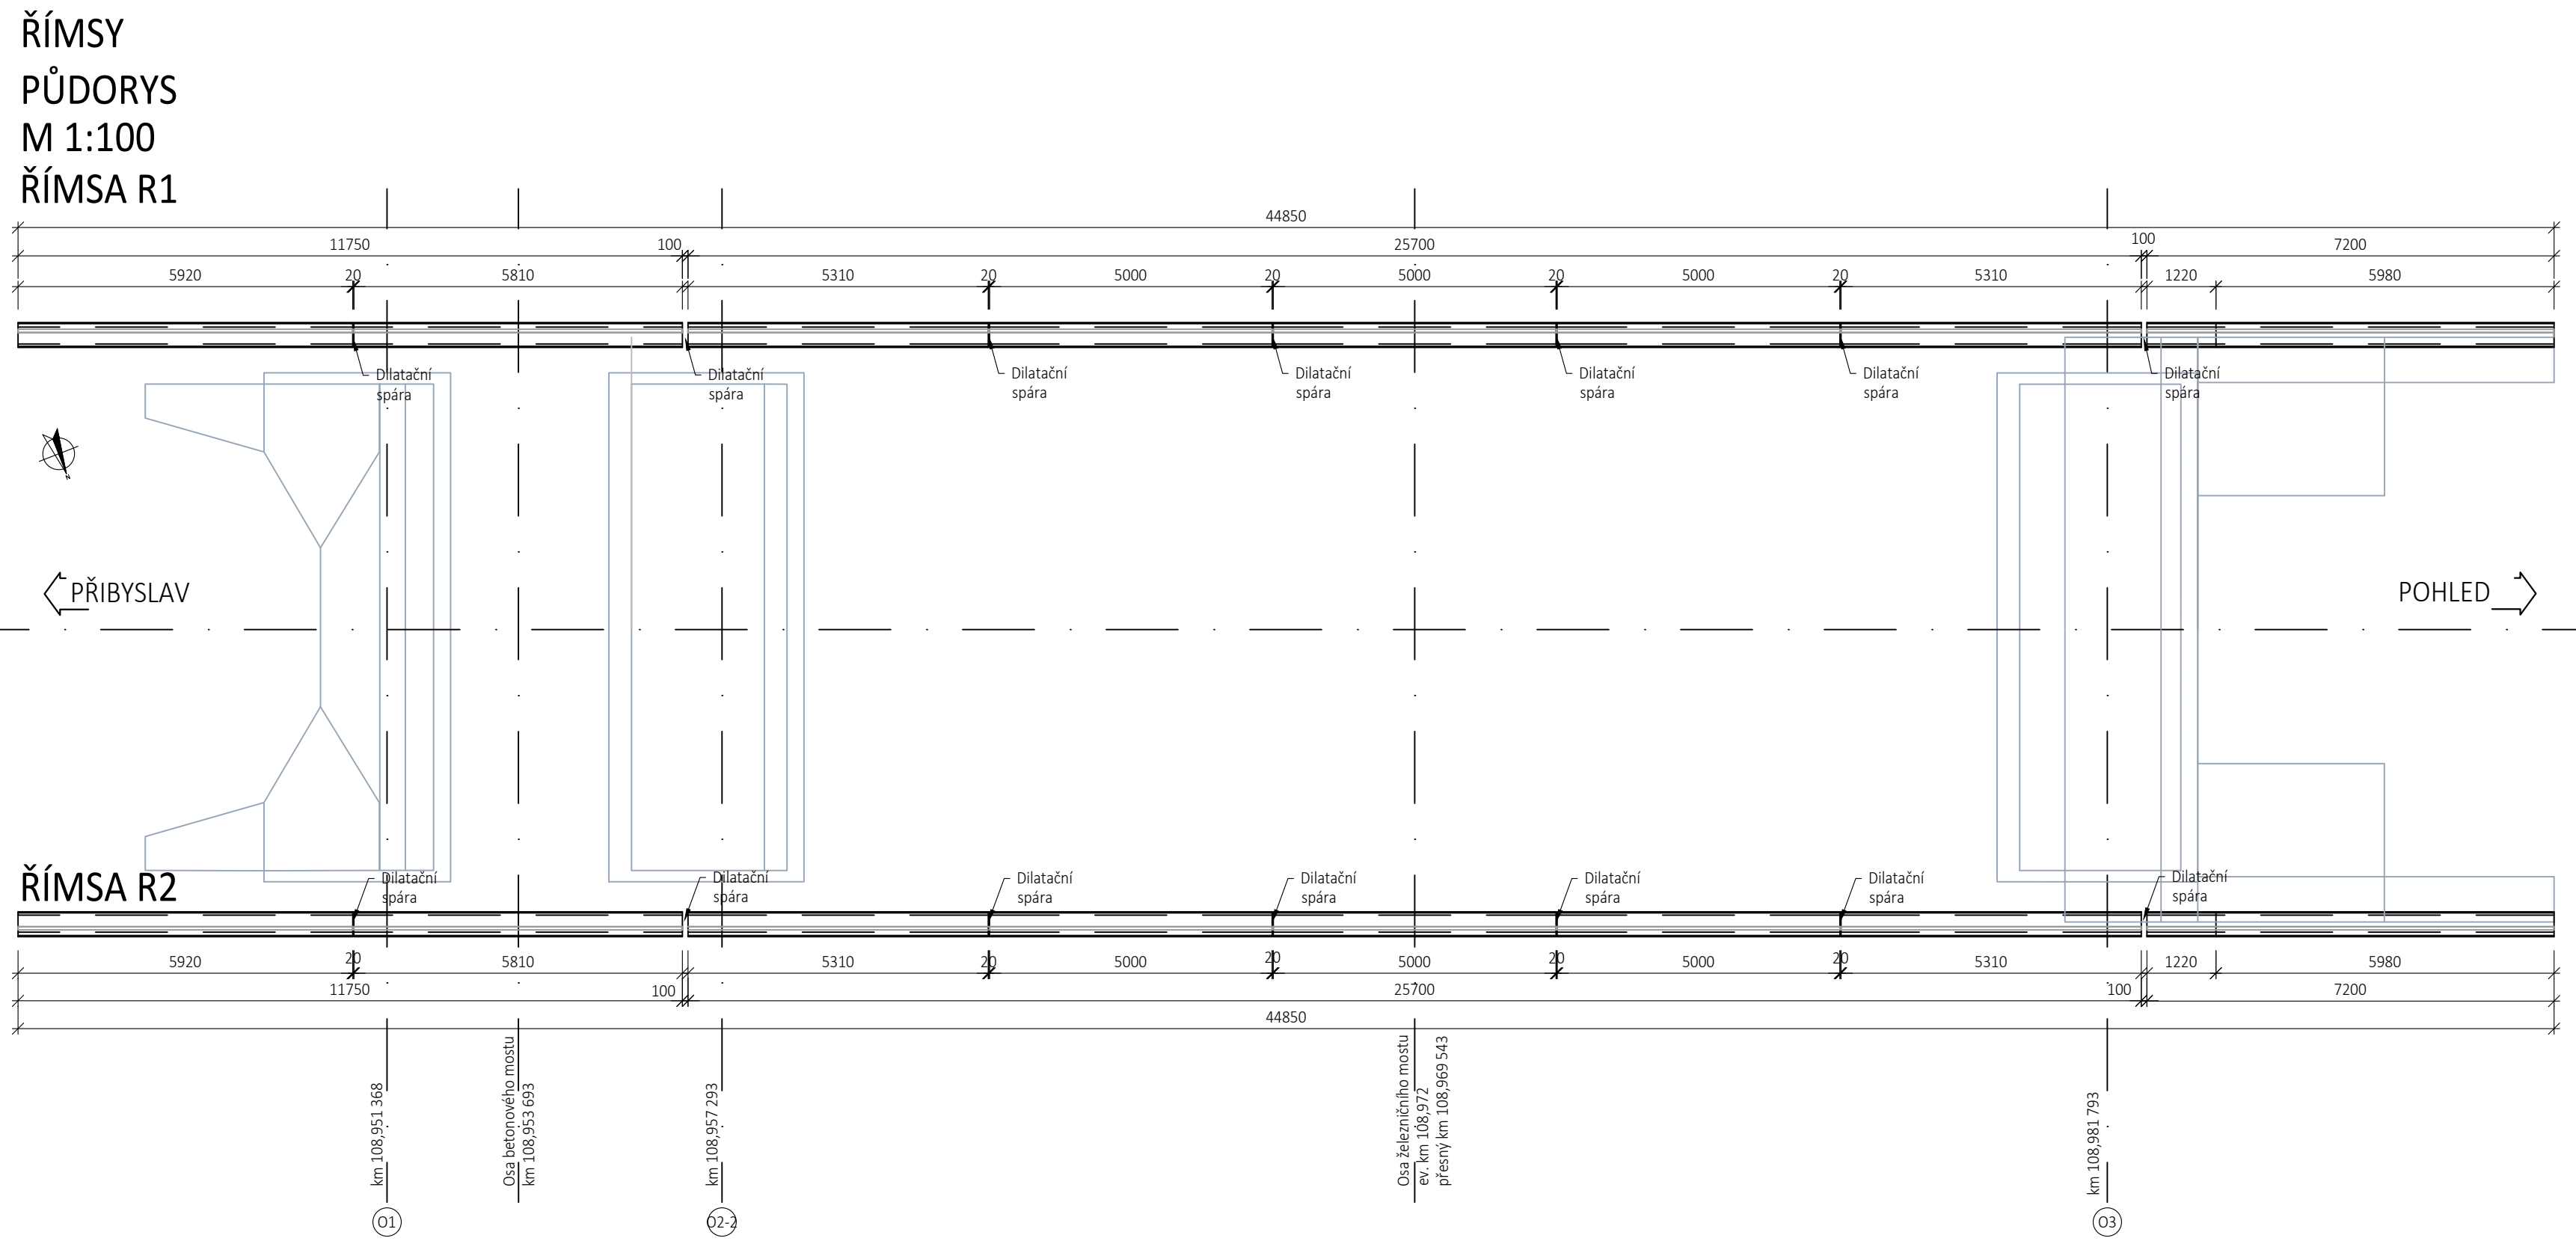 ŘÍMSY
PŮDORYS
M 1:100
ŘÍMSA R1
44850
11750 100 25700 100 7200
5920 20 5810 5310 20 5000 20 5000 20 5000 20 5310 1220 5980
Dilatační Dilatační Dilatační Dilatační Dilatační Dilatační Dilatační
spára spára spára spára spára spára spára
N
PŘIBYSLAV POHLED
ŘÍMSA R2
Dilatační Dilatační Dilatační Dilatační Dilatační Dilatační Dilatační
spára spára spára spára spára spára spára
5920 20 5810 5310 20 5000 20 5000 20 5000 20 5310 1220 5980
11750 100 25700 100 7200
44850
km 108,951 368
Osa betonového mostu
km 108,953 693
km 108,957 293
Osa železničního mostu
ev. km 108,972
přesný km 108,969 543
km 108,981 793
O1 O2-2 O3